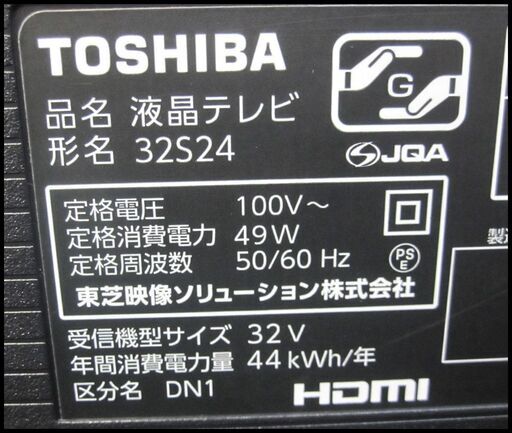 TOSHIBA
品名 液晶テレビ
形名 32S24
G
JQA
定格電圧 100V～
定格消費電力 49W
定格周波数 50/60 Hz
PS
E
東芝映像ソリューション株式会社
受信機型サイズ 32V
年間消費電力量 44kWh/年
区分名 DN1
HDMI
製